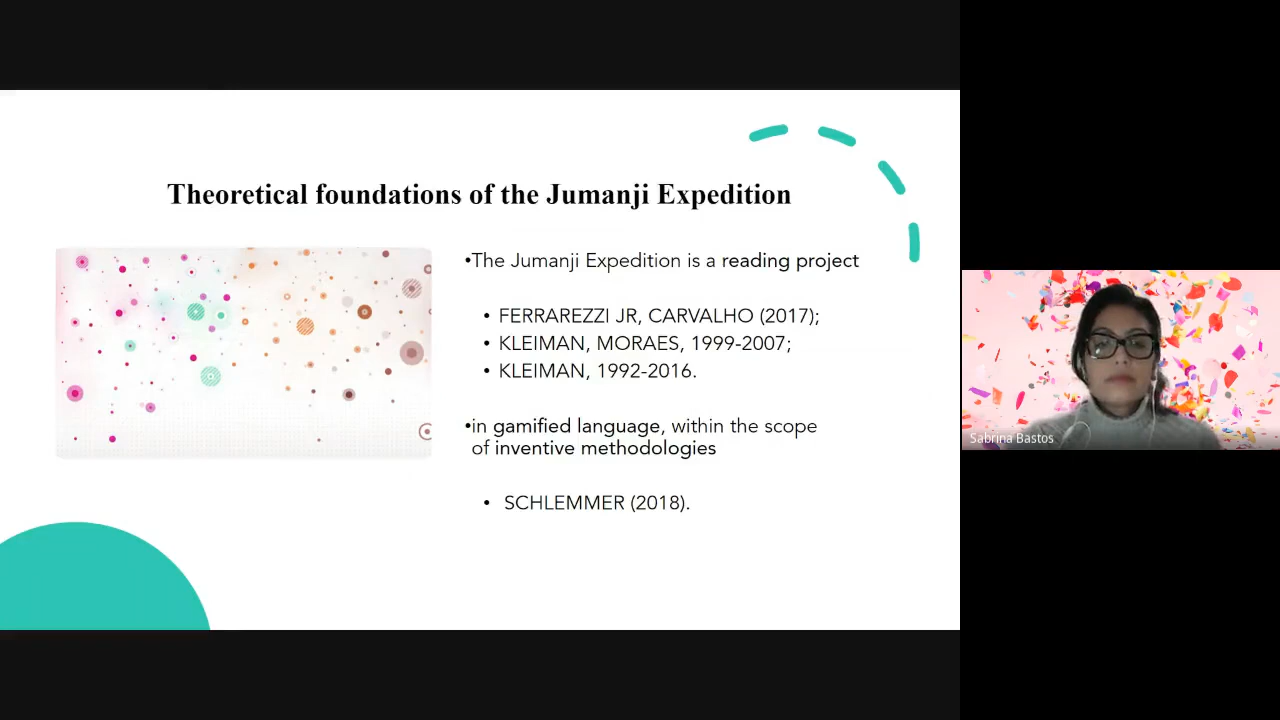 Theoretical foundations of the Jumanji Expedition
•The Jumanji Expedition is a reading project
• FERRAREZZI JR, CARVALHO (2017);
• KLEIMAN, MORAES, 1999-2007;
• KLEIMAN, 1992-2016.
•in gamified language, within the scope
of inventive methodologies
• SCHLEMMER (2018).
Sabrina Bastos